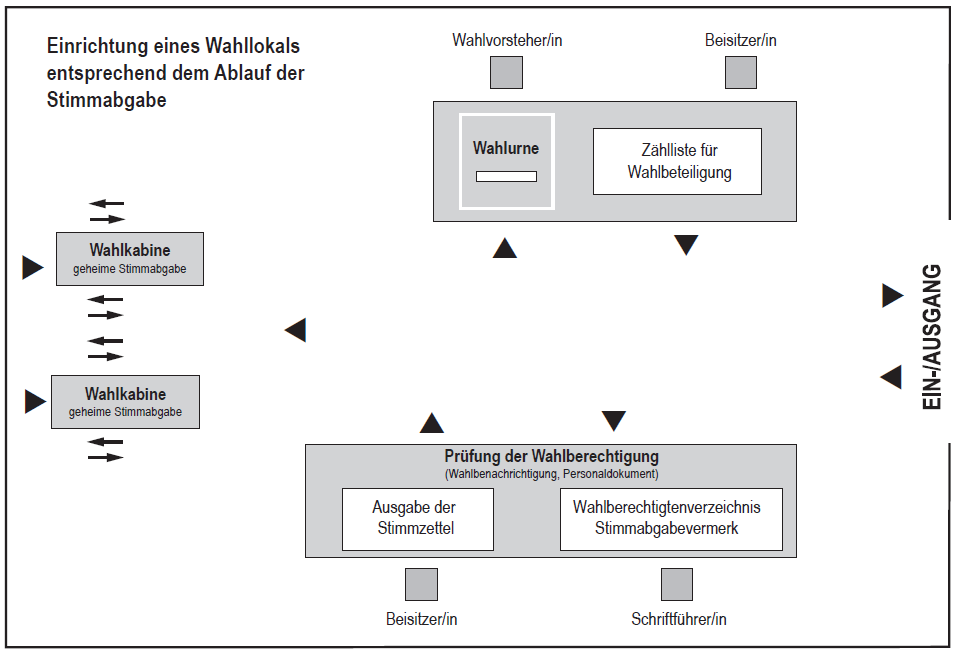 Einrichtung eines Wahllokals
entsprechend dem Ablauf der
Stimmabgabe
Wahlvorsteher/in
Beisitzer/in
Wahlurne
Zählliste für
Wahlbeteiligung
Wahlkabine
geheime Stimmabgabe
Wahlkabine
geheime Stimmabgabe
EIN-/AUSGANG
Prüfung der Wahlberechtigung
(Wahlbenachrichtigung, Personaldokument)
Ausgabe der
Stimmzettel
Wahlberechtigtenverzeichnis
Stimmabgabevermerk
Beisitzer/in
Schriftführer/in